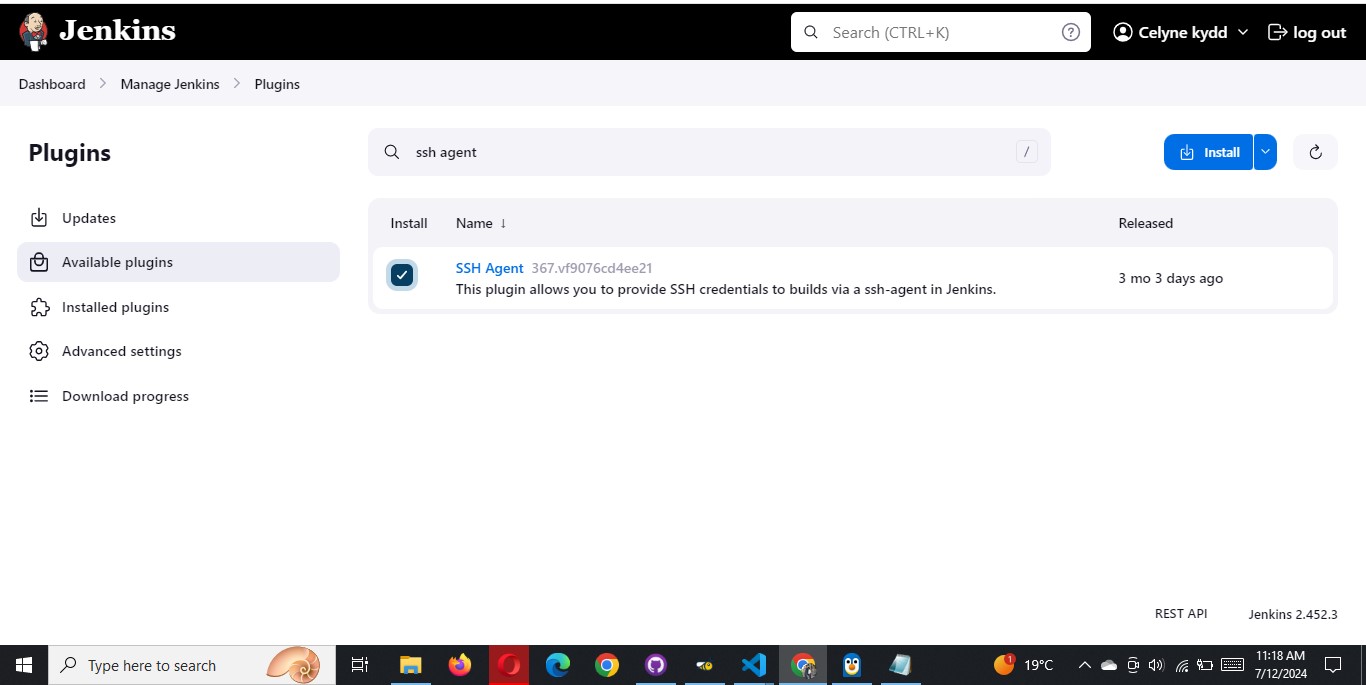 Jenkins
Search (CTRL+K)
?
Celyne kydd
log out
Dashboard
Manage Jenkins
Plugins
Plugins
ssh agent
/
Install
Updates
Available plugins
Installed plugins
Advanced settings
Download progress
Install
Name ↓
Released
SSH Agent 367.vf9076cd4ee21
This plugin allows you to provide SSH credentials to builds via a ssh-agent in Jenkins.
3 mo 3 days ago
REST API
Jenkins 2.452.3
Type here to search
1
19°C
11:18 AM
7/12/2024